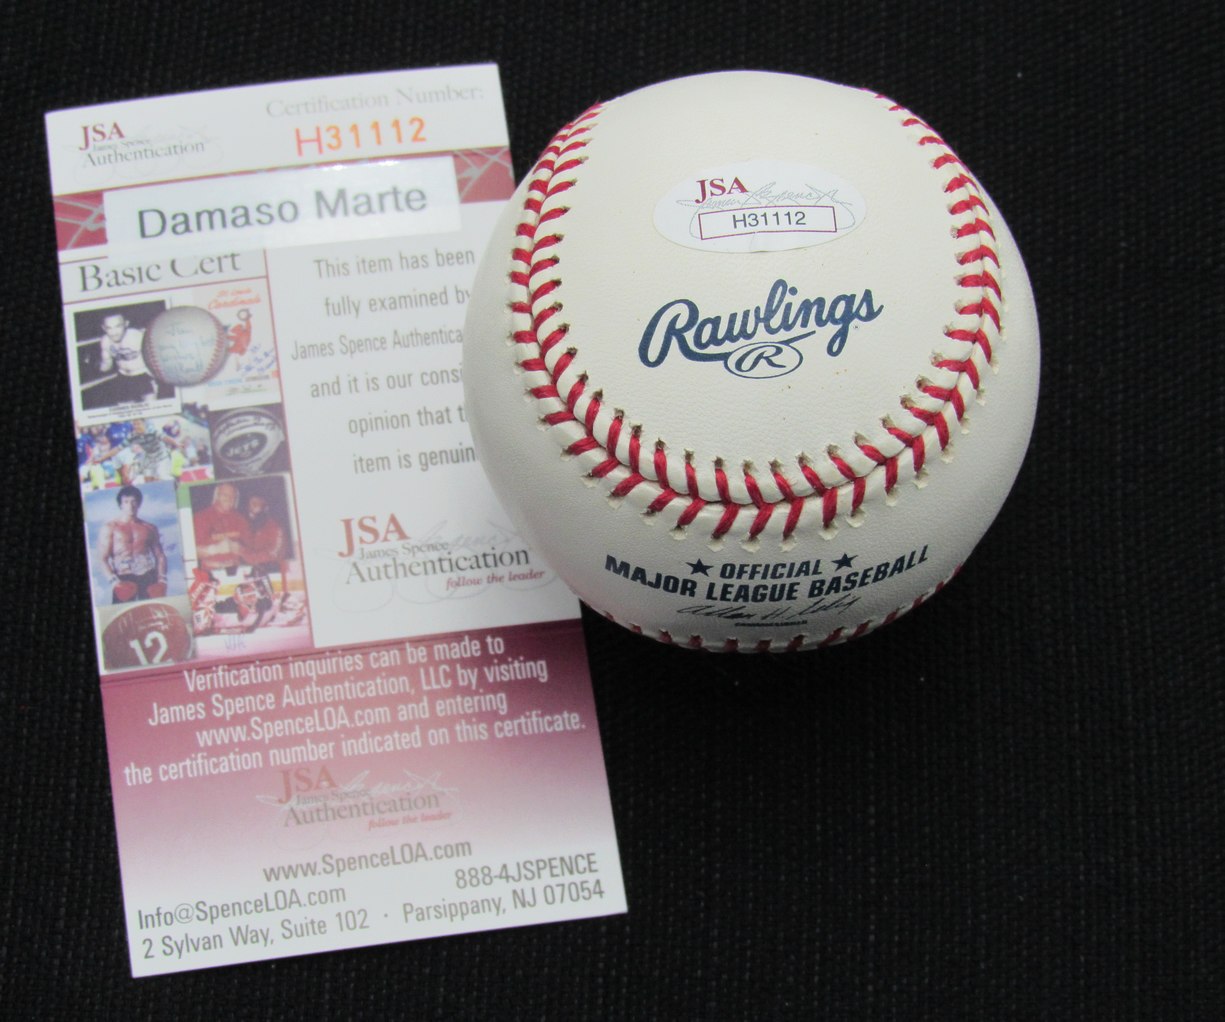 Certification Number:
JSA
James Spence
Authentication
H31112
Damaso Marte
Basic Cert
This item has been
fully examined by
James Spence Authentica
and it is our consi
opinion that t
item is genuin
JSA
James Spence
Authentication
follow the leader
12
Verification inquiries can be made to
James Spence Authentication, LLC by visiting
www.SpenceLOA.com and entering
the certification number indicated on this certificate.
JSA
James Spence
Authentication
follow the leader
www.SpenceLOA.com
888-4JSPENCE
Info@SpenceLOA.com
2 Sylvan Way, Suite 102 · Parsippany, NJ 07054
JSA
H31112
Rawlings
R
★ OFFICIAL ★
MAJOR LEAGUE BASEBALL